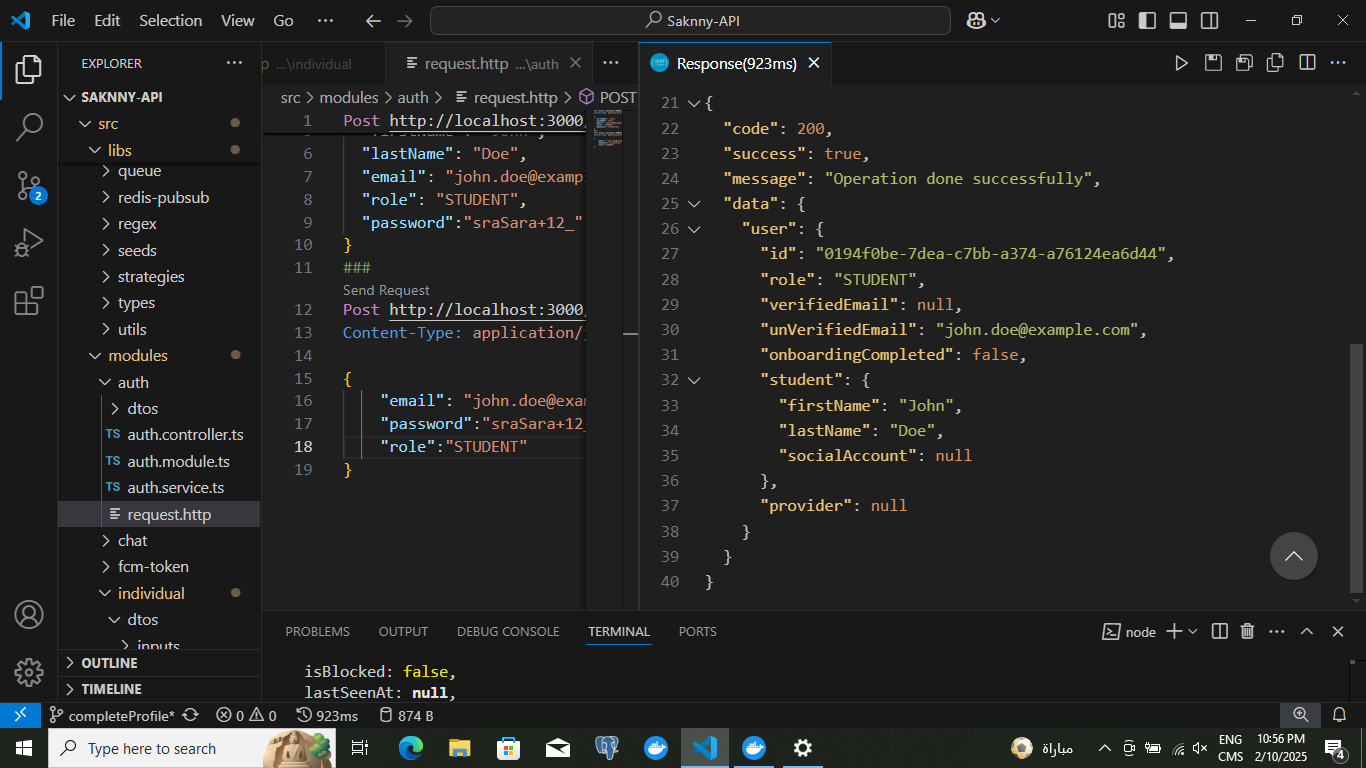 File Edit Selection View Go ··· Saknny-API
EXPLORER ···
SAKNNY-API
src
libs
queue
redis-pubsub
regex
seeds
strategies
types
utils
modules
auth
dtos
TS auth.controller.ts
TS auth.module.ts
TS auth.service.ts
request.http
chat
fcm-token
individual
dtos
inputs
OUTLINE
TIMELINE
p ...\individual request.http ...\auth ···
src > modules > auth > request.http > POST
1 Post http://localhost:3000/
"firstName": "John",
6 "lastName": "Doe",
7 "email": "john.doe@examp
8 "role": "STUDENT",
9 "password":"sraSara+12_"
10 }
11 ###
Send Request
12 Post http://localhost:3000/
13 Content-Type: application/j
14
15 {
16 "email": "john.doe@exam
17 "password":"sraSara+12_
18 "role":"STUDENT"
19 }
Response(923ms)
21 {
22 "code": 200,
23 "success": true,
24 "message": "Operation done successfully",
25 "data": {
26 "user": {
27 "id": "0194f0be-7dea-c7bb-a374-a76124ea6d44",
28 "role": "STUDENT",
29 "verifiedEmail": null,
30 "unVerifiedEmail": "john.doe@example.com",
31 "onboardingCompleted": false,
32 "student": {
33 "firstName": "John",
34 "lastName": "Doe",
35 "socialAccount": null
36 },
37 "provider": null
38 }
39 }
40 }
PROBLEMS OUTPUT DEBUG CONSOLE TERMINAL PORTS node
isBlocked: false,
lastSeenAt: null,
2
completeProfile* 0 0 923ms 874 B
Type here to search
مباراة
ENG
CMS
10:56 PM
2/10/2025
4